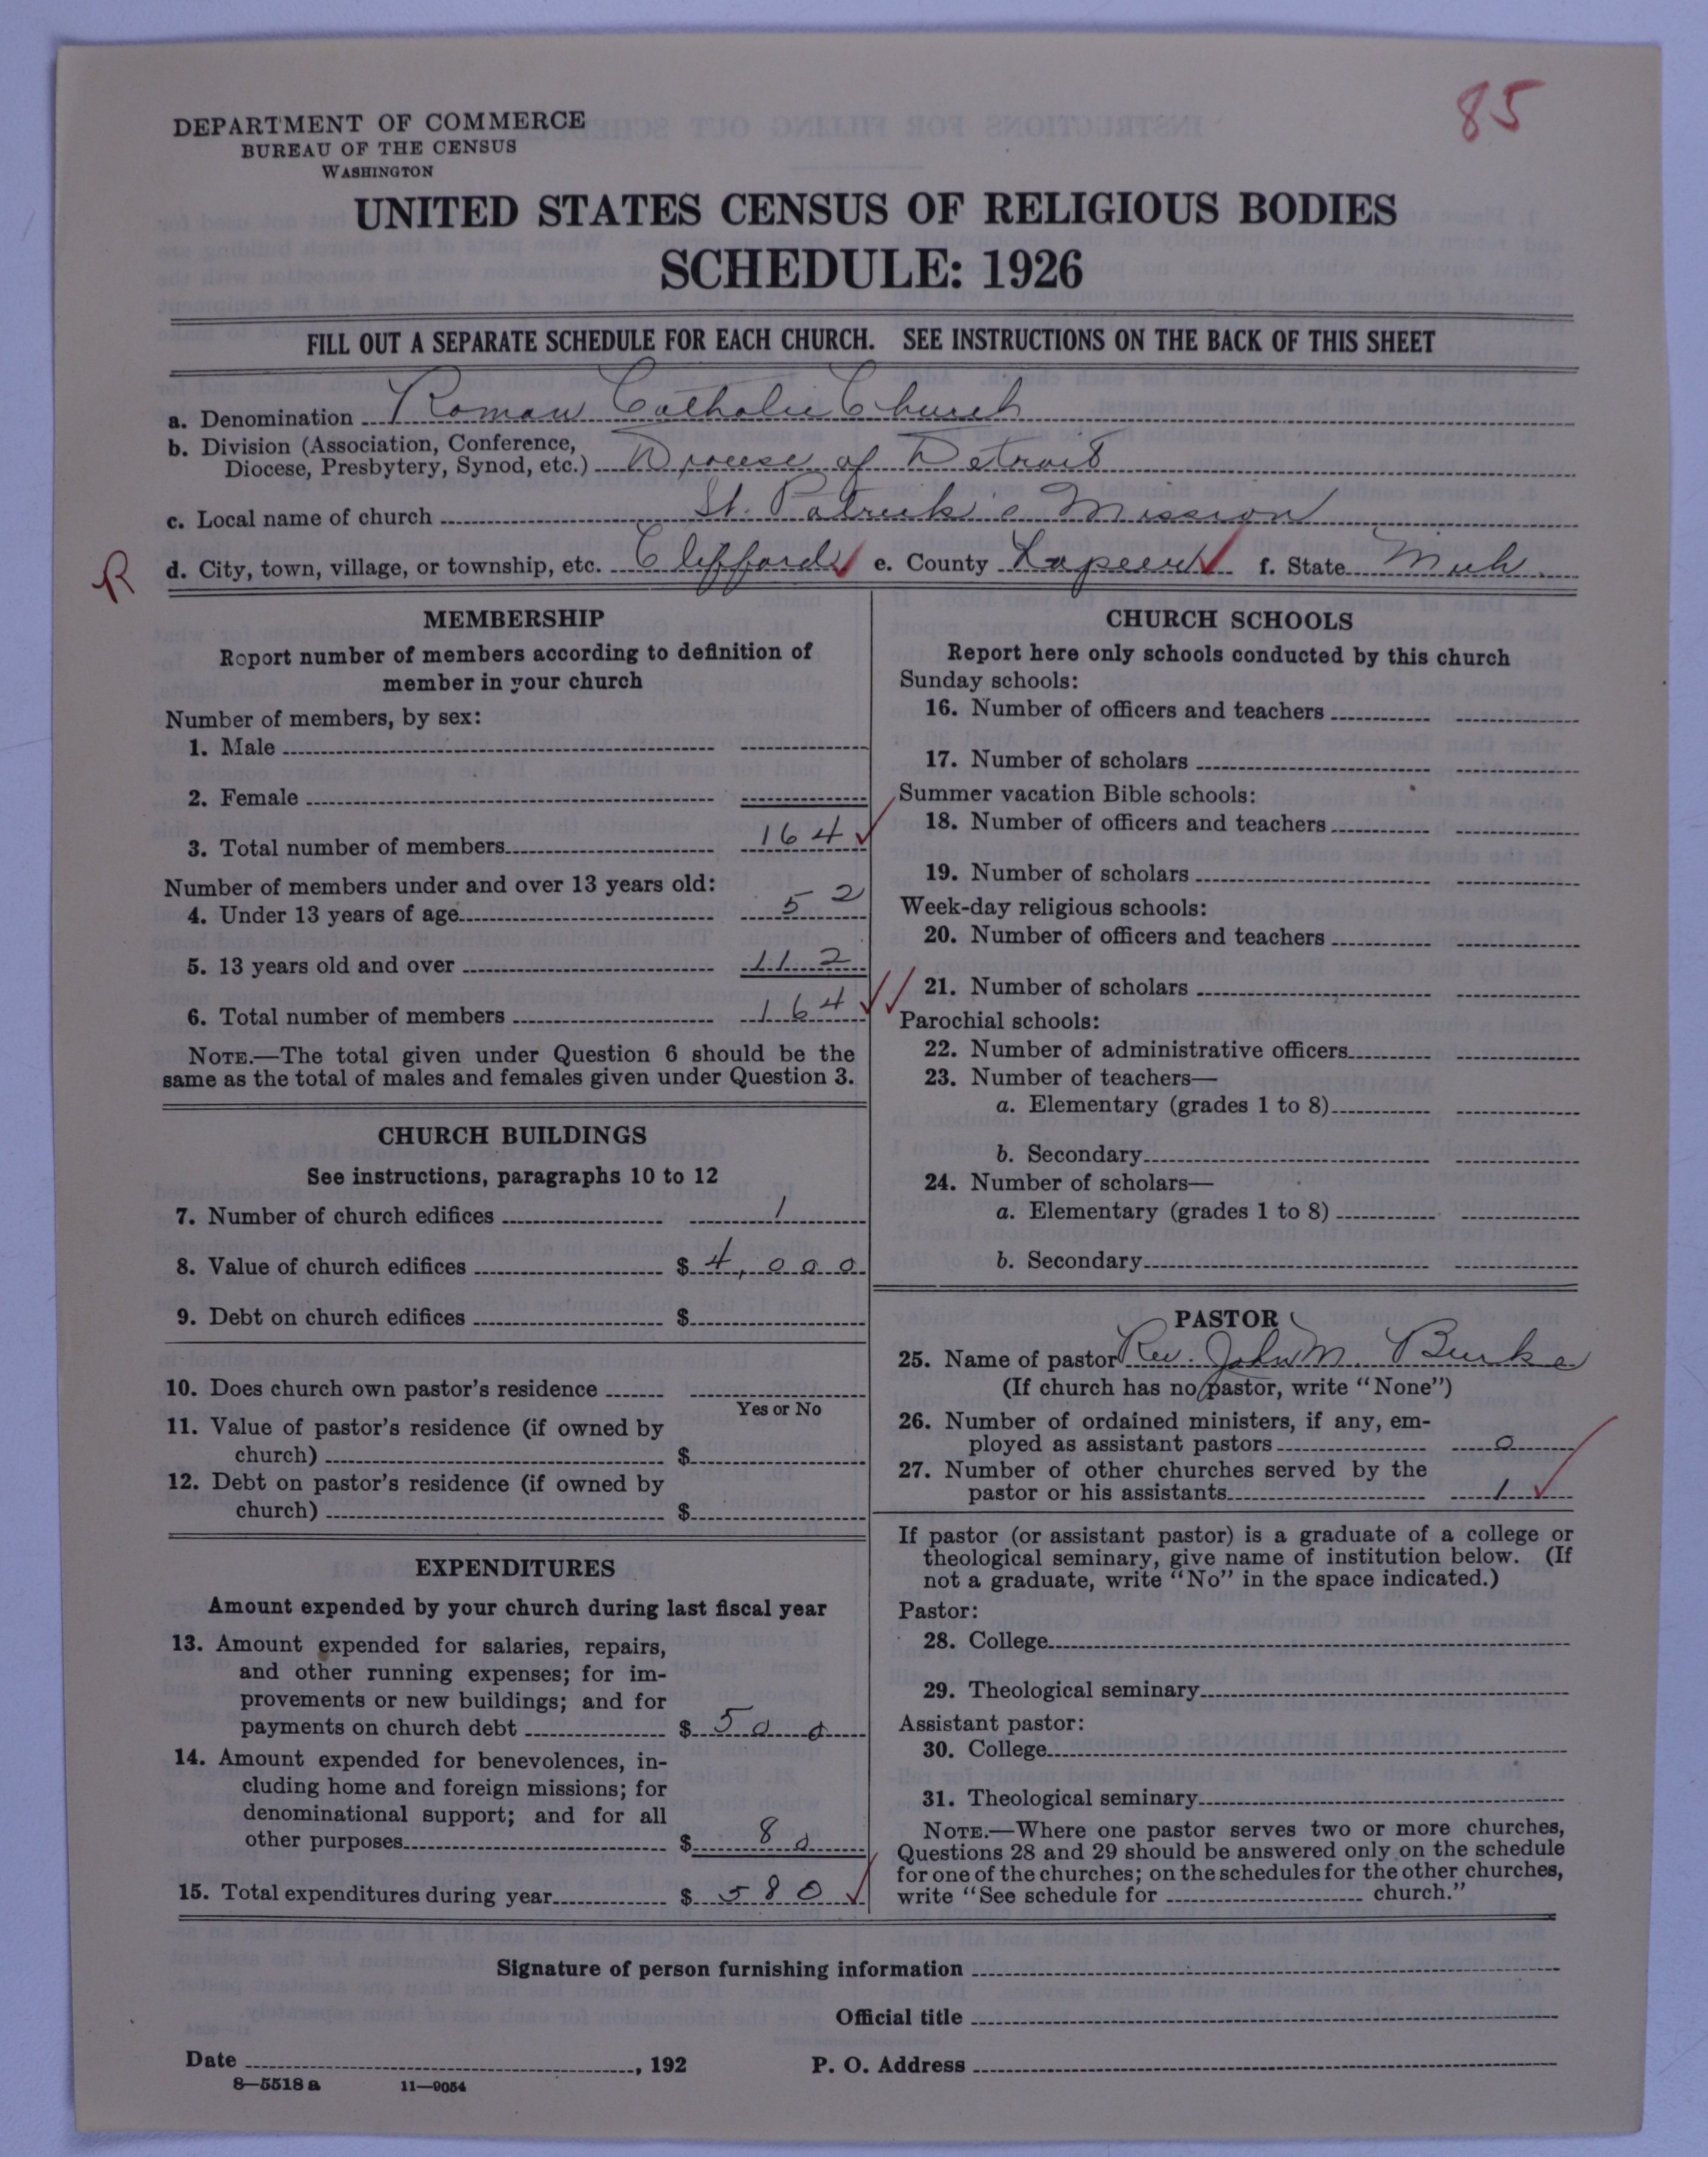 85
DEPARTMENT OF COMMERCE
BUREAU OF THE CENSUS
WASHINGTON
UNITED STATES CENSUS OF RELIGIOUS BODIES
SCHEDULE: 1926
FILL OUT A SEPARATE SCHEDULE FOR EACH CHURCH. SEE INSTRUCTIONS ON THE BACK OF THIS SHEET
a. Denomination Roman Catholic Church
b. Division (Association, Conference,
Diocese, Presbytery, Synod, etc.) Diocese of Detroit
c. Local name of church St. Patrick's Mission
R d. City, town, village, or township, etc. Clifford e. County Lapeer f. State Mich.
MEMBERSHIP
Report number of members according to definition of
member in your church
Number of members, by sex:
1. Male
2. Female
3. Total number of members 164
Number of members under and over 13 years old:
4. Under 13 years of age 52
5. 13 years old and over 112
6. Total number of members 164
NOTE.—The total given under Question 6 should be the
same as the total of males and females given under Question 3.
CHURCH BUILDINGS
See instructions, paragraphs 10 to 12
7. Number of church edifices 1
8. Value of church edifices $ 4,000
9. Debt on church edifices $
10. Does church own pastor's residence
Yes or No
11. Value of pastor's residence (if owned by
church) $
12. Debt on pastor's residence (if owned by
church) $
EXPENDITURES
Amount expended by your church during last fiscal year
13. Amount expended for salaries, repairs,
and other running expenses; for im-
provements or new buildings; and for
payments on church debt $ 500
14. Amount expended for benevolences, in-
cluding home and foreign missions; for
denominational support; and for all
other purposes $ 80
15. Total expenditures during year $ 580
CHURCH SCHOOLS
Report here only schools conducted by this church
Sunday schools:
16. Number of officers and teachers
17. Number of scholars
Summer vacation Bible schools:
18. Number of officers and teachers
19. Number of scholars
Week-day religious schools:
20. Number of officers and teachers
21. Number of scholars
Parochial schools:
22. Number of administrative officers
23. Number of teachers—
a. Elementary (grades 1 to 8)
b. Secondary
24. Number of scholars—
a. Elementary (grades 1 to 8)
b. Secondary
PASTOR
25. Name of pastor Rev. John M. Burke
(If church has no pastor, write "None")
26. Number of ordained ministers, if any, em-
ployed as assistant pastors 0
27. Number of other churches served by the
pastor or his assistants 1
If pastor (or assistant pastor) is a graduate of a college or
theological seminary, give name of institution below. (If
not a graduate, write "No" in the space indicated.)
Pastor:
28. College
29. Theological seminary
Assistant pastor:
30. College
31. Theological seminary
NOTE.—Where one pastor serves two or more churches,
Questions 28 and 29 should be answered only on the schedule
for one of the churches; on the schedules for the other churches,
write "See schedule for church."
Signature of person furnishing information
Official title
Date , 192 P. O. Address
8—5518 a 11—9054